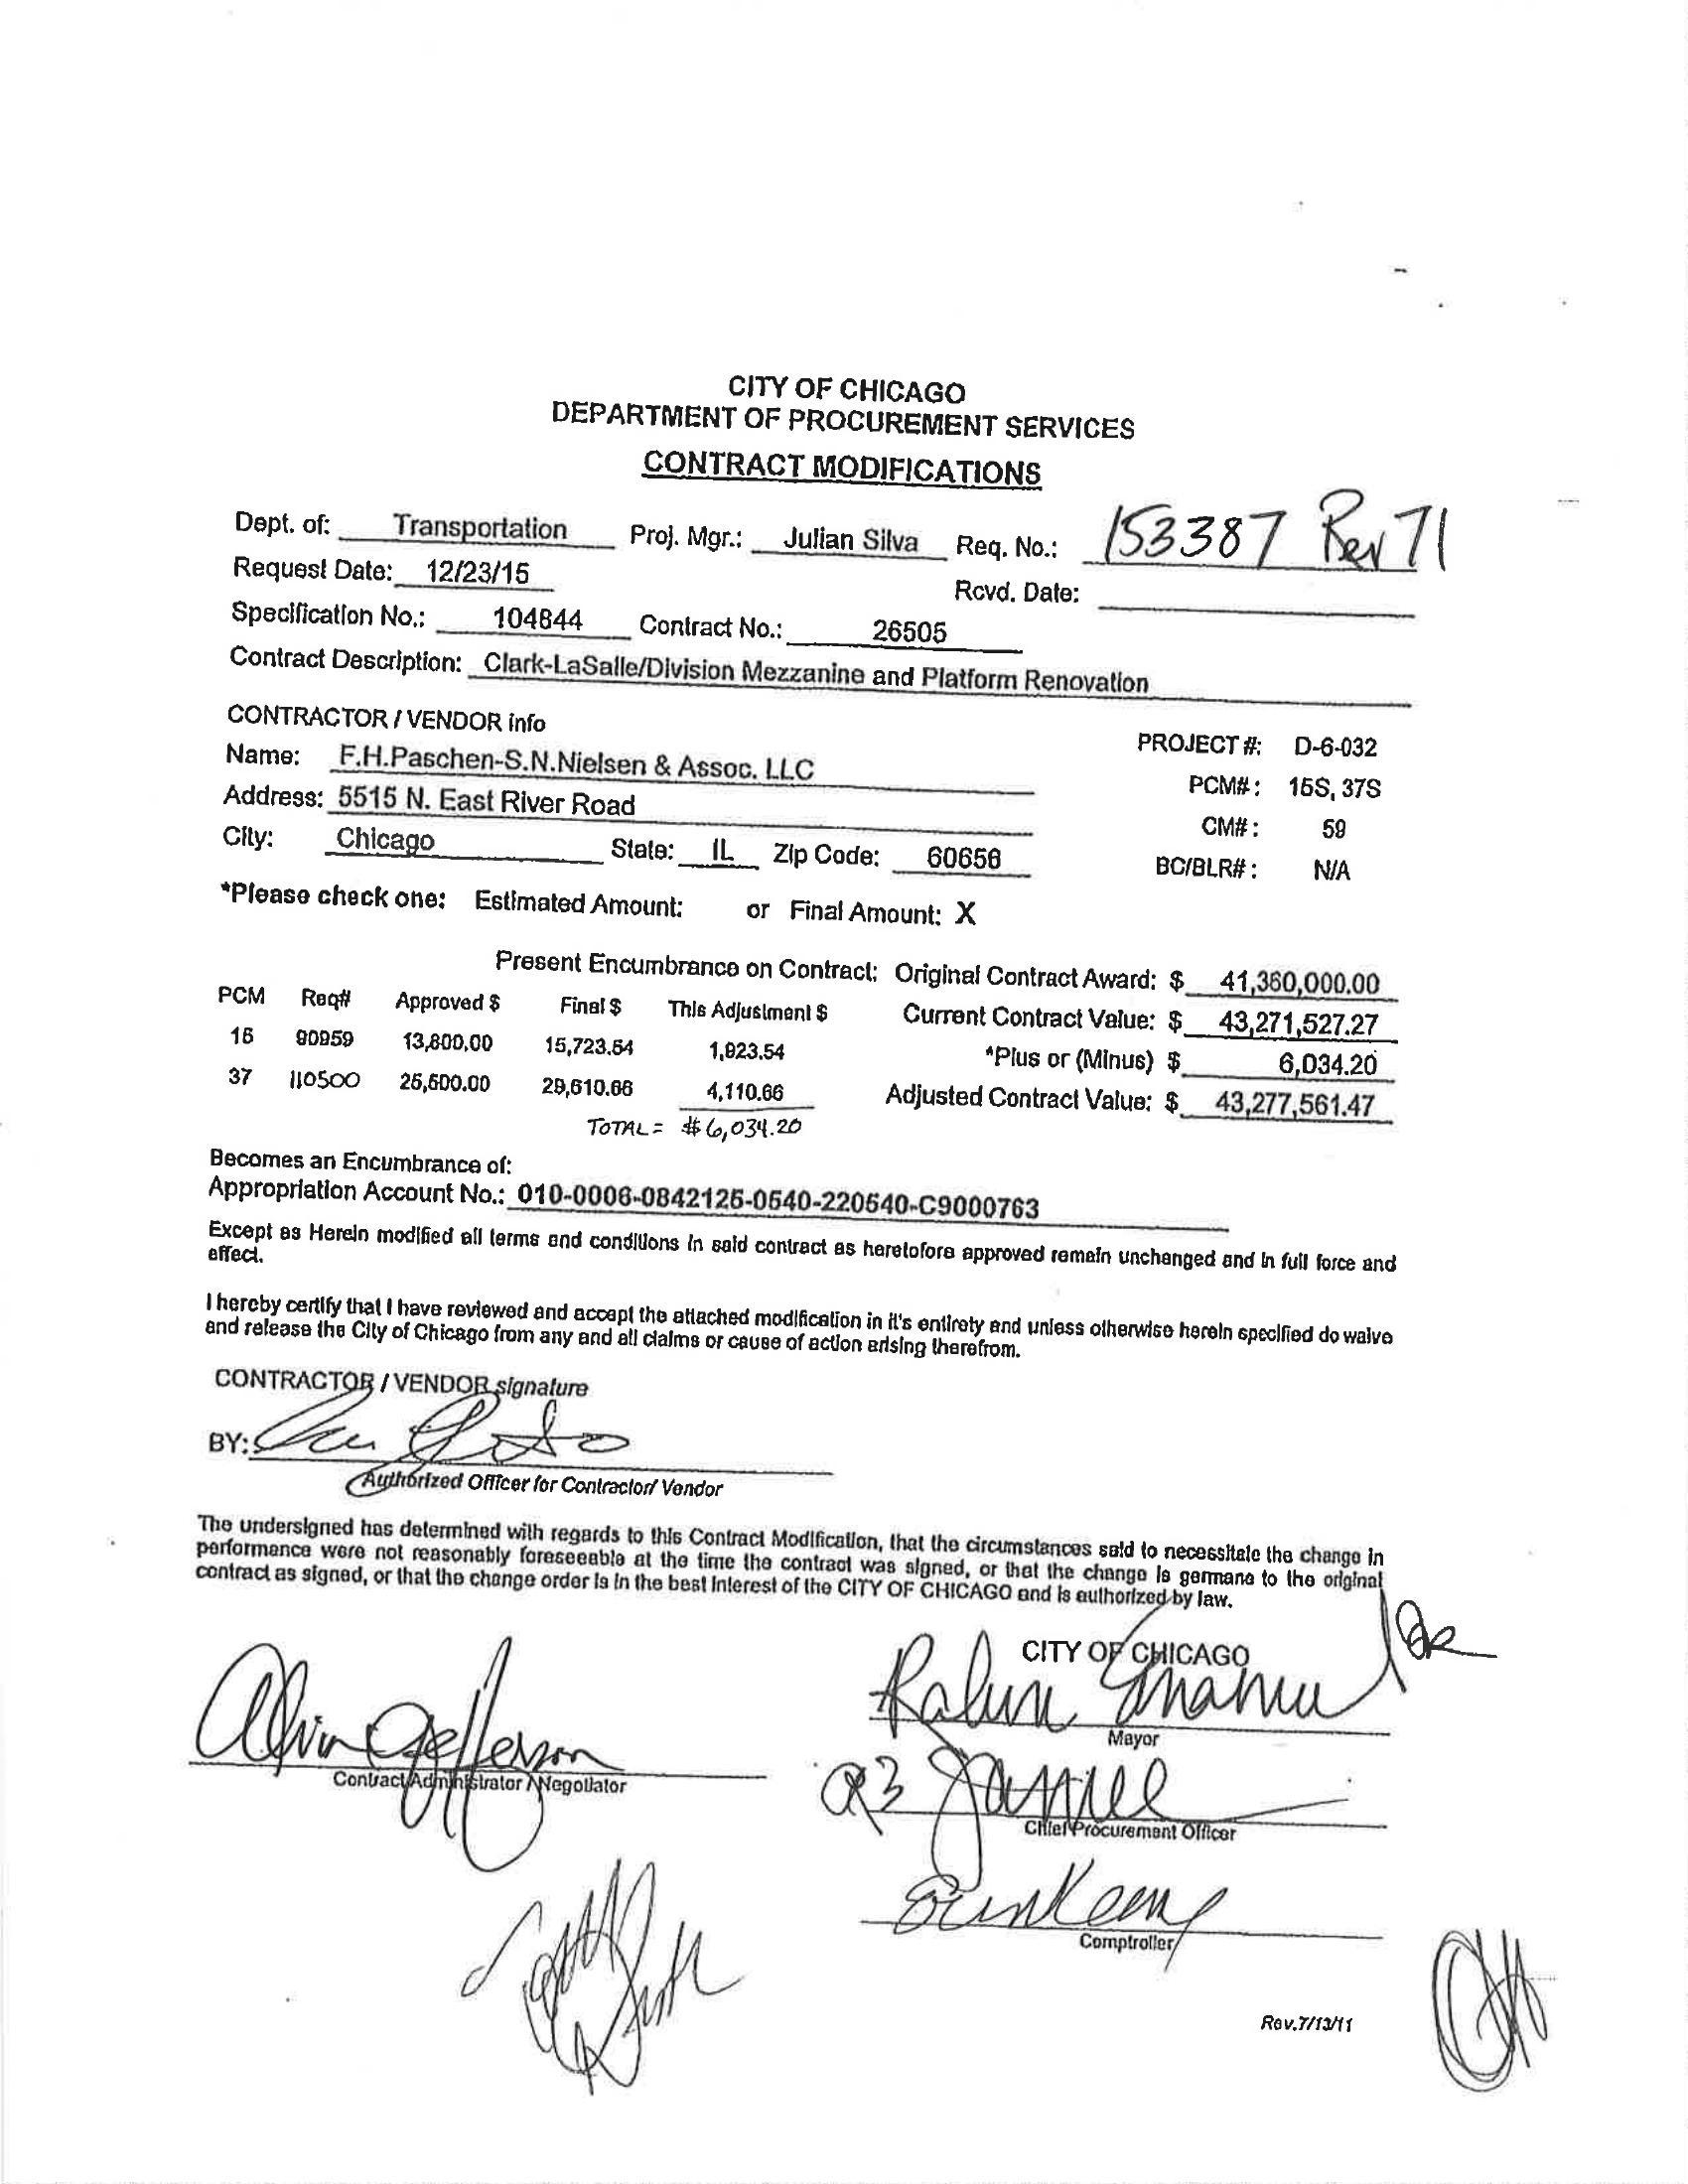 CITY OF CHICAGO
DEPARTMENT OF PROCUREMENT SERVICES
CONTRACT MODIFICATIONS
Dept. of: Transportation Proj. Mgr.: Julian Silva Req. No.: 153387 Rev 71
Request Date: 12/23/15 Rcvd. Date:
Specification No.: 104844 Contract No.: 26505
Contract Description: Clark-LaSalle/Division Mezzanine and Platform Renovation
CONTRACTOR / VENDOR info
PROJECT #: D-6-032
Name: F.H.Paschen-S.N.Nielsen & Assoc. LLC
PCM#: 16S, 37S
Address: 5515 N. East River Road
CM#: 59
City: Chicago State: IL Zip Code: 60656
BC/BLR#: N/A
*Please check one: Estimated Amount: or Final Amount: X
Present Encumbrance on Contract: Original Contract Award: $ 41,360,000.00
PCM Req# Approved $ Final $ This Adjustment $ Current Contract Value: $ 43,271,527.27
16 90959 13,800.00 15,723.54 1,923.54 *Plus or (Minus) $ 6,034.20
37 110500 25,500.00 29,610.66 4,110.66 Adjusted Contract Value: $ 43,277,561.47
TOTAL = $6,034.20
Becomes an Encumbrance of:
Appropriation Account No.: 010-0006-0842126-0540-220540-C9000763
Except as Herein modified all terms and conditions in said contract as heretofore approved remain unchanged and in full force and
effect.
I hereby certify that I have reviewed and accept the attached modification in it's entirety and unless otherwise herein specified do waive
and release the City of Chicago from any and all claims or cause of action arising therefrom.
CONTRACTOR / VENDOR signature
BY:
Authorized Officer for Contractor/ Vendor
The undersigned has determined with regards to this Contract Modification, that the circumstances said to necessitate the change in
performance were not reasonably foreseeable at the time the contract was signed, or that the change is germane to the original
contract as signed, or that the change order is in the best interest of the CITY OF CHICAGO and is authorized by law.
CITY OF CHICAGO
Rahm Emanuel
Mayor
Alvin Jefferson
Contract Administrator / Negotiator
Chief Procurement Officer
Erin Keane
Comptroller
Rev.7/13/11